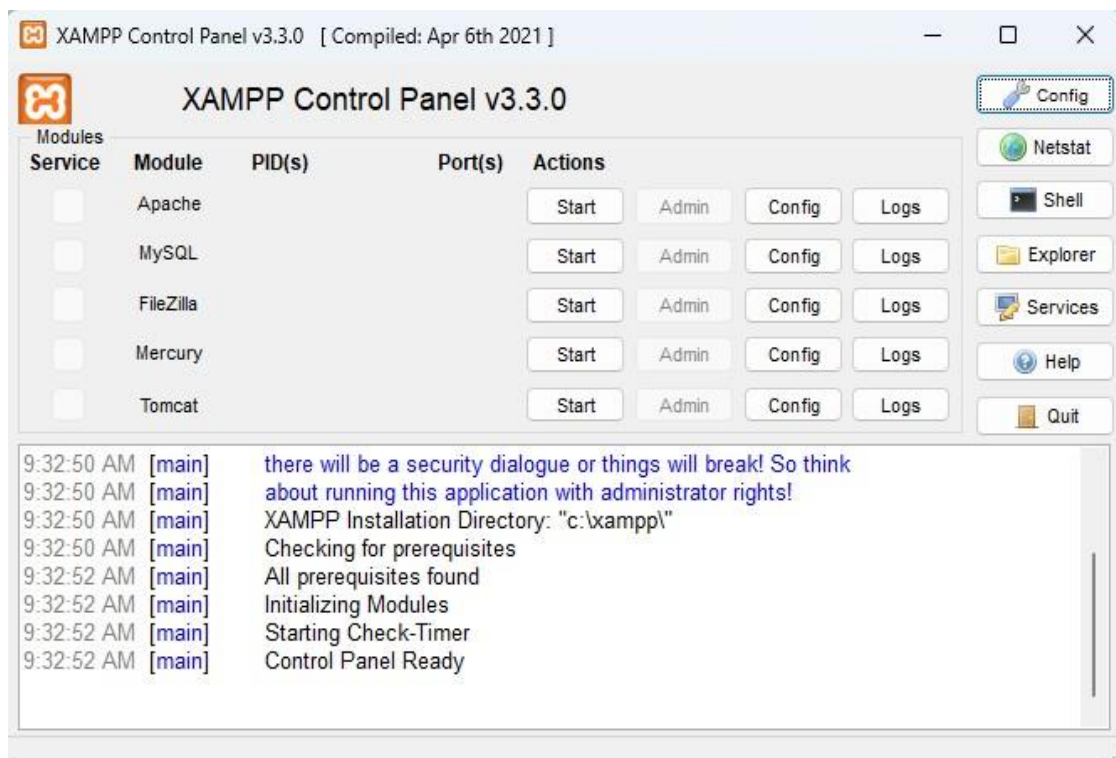 XAMPP Control Panel v3.3.0 [ Compiled: Apr 6th 2021 ]
XAMPP Control Panel v3.3.0
Config
Modules
Netstat
Service Module PID(s) Port(s) Actions
Apache Start Admin Config Logs
Shell
MySQL Start Admin Config Logs
Explorer
FileZilla Start Admin Config Logs
Services
Mercury Start Admin Config Logs
Help
Tomcat Start Admin Config Logs
Quit
9:32:50 AM [main] there will be a security dialogue or things will break! So think
9:32:50 AM [main] about running this application with administrator rights!
9:32:50 AM [main] XAMPP Installation Directory: "c:\xampp\"
9:32:50 AM [main] Checking for prerequisites
9:32:52 AM [main] All prerequisites found
9:32:52 AM [main] Initializing Modules
9:32:52 AM [main] Starting Check-Timer
9:32:52 AM [main] Control Panel Ready